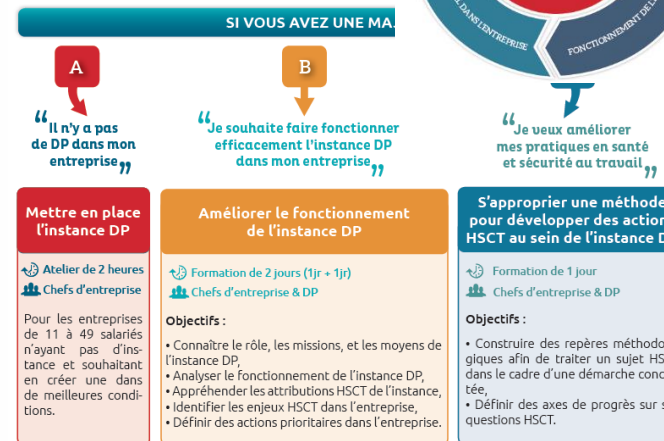 SI VOUS AVEZ UNE MA
DANS L'ENTREPRISE
FONCTIONNEMENT DE
A
B
“Il n'y a pas
de DP dans mon
entreprise„
“Je souhaite faire fonctionner
efficacement l'instance DP
dans mon entreprise„
“Je veux améliorer
mes pratiques en santé
et sécurité au travail„
Mettre en place
l'instance DP
Atelier de 2 heures
Chefs d'entreprise
Pour les entreprises
de 11 à 49 salariés
n'ayant pas d'ins-
tance et souhaitant
en créer une dans
de meilleures condi-
tions.
Améliorer le fonctionnement
de l'instance DP
Formation de 2 jours (1jr + 1jr)
Chefs d'entreprise & DP
Objectifs :
• Connaître le rôle, les missions, et les moyens de
l'instance DP,
• Analyser le fonctionnement de l'instance DP,
• Appréhender les attributions HSCT de l'instance,
• Identifier les enjeux HSCT dans l'entreprise,
• Définir des actions prioritaires dans l'entreprise.
S'approprier une méthode
pour développer des action
HSCT au sein de l'instance D
Formation de 1 jour
Chefs d'entreprise & DP
Objectifs :
• Construire des repères méthodo
giques afin de traiter un sujet HS
dans le cadre d'une démarche conc
tée,
• Définir des axes de progrès sur s
questions HSCT.